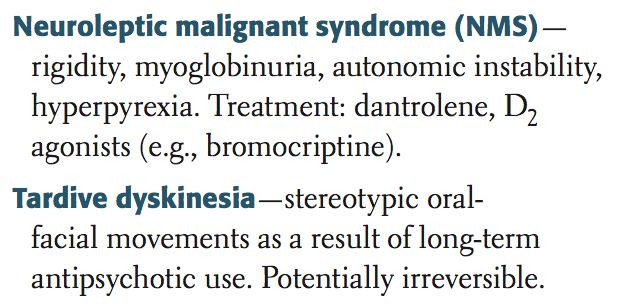 Neuroleptic malignant syndrome (NMS)—
rigidity, myoglobinuria, autonomic instability,
hyperpyrexia. Treatment: dantrolene, D₂
agonists (e.g., bromocriptine).
Tardive dyskinesia—stereotypic oral-
facial movements as a result of long-term
antipsychotic use. Potentially irreversible.